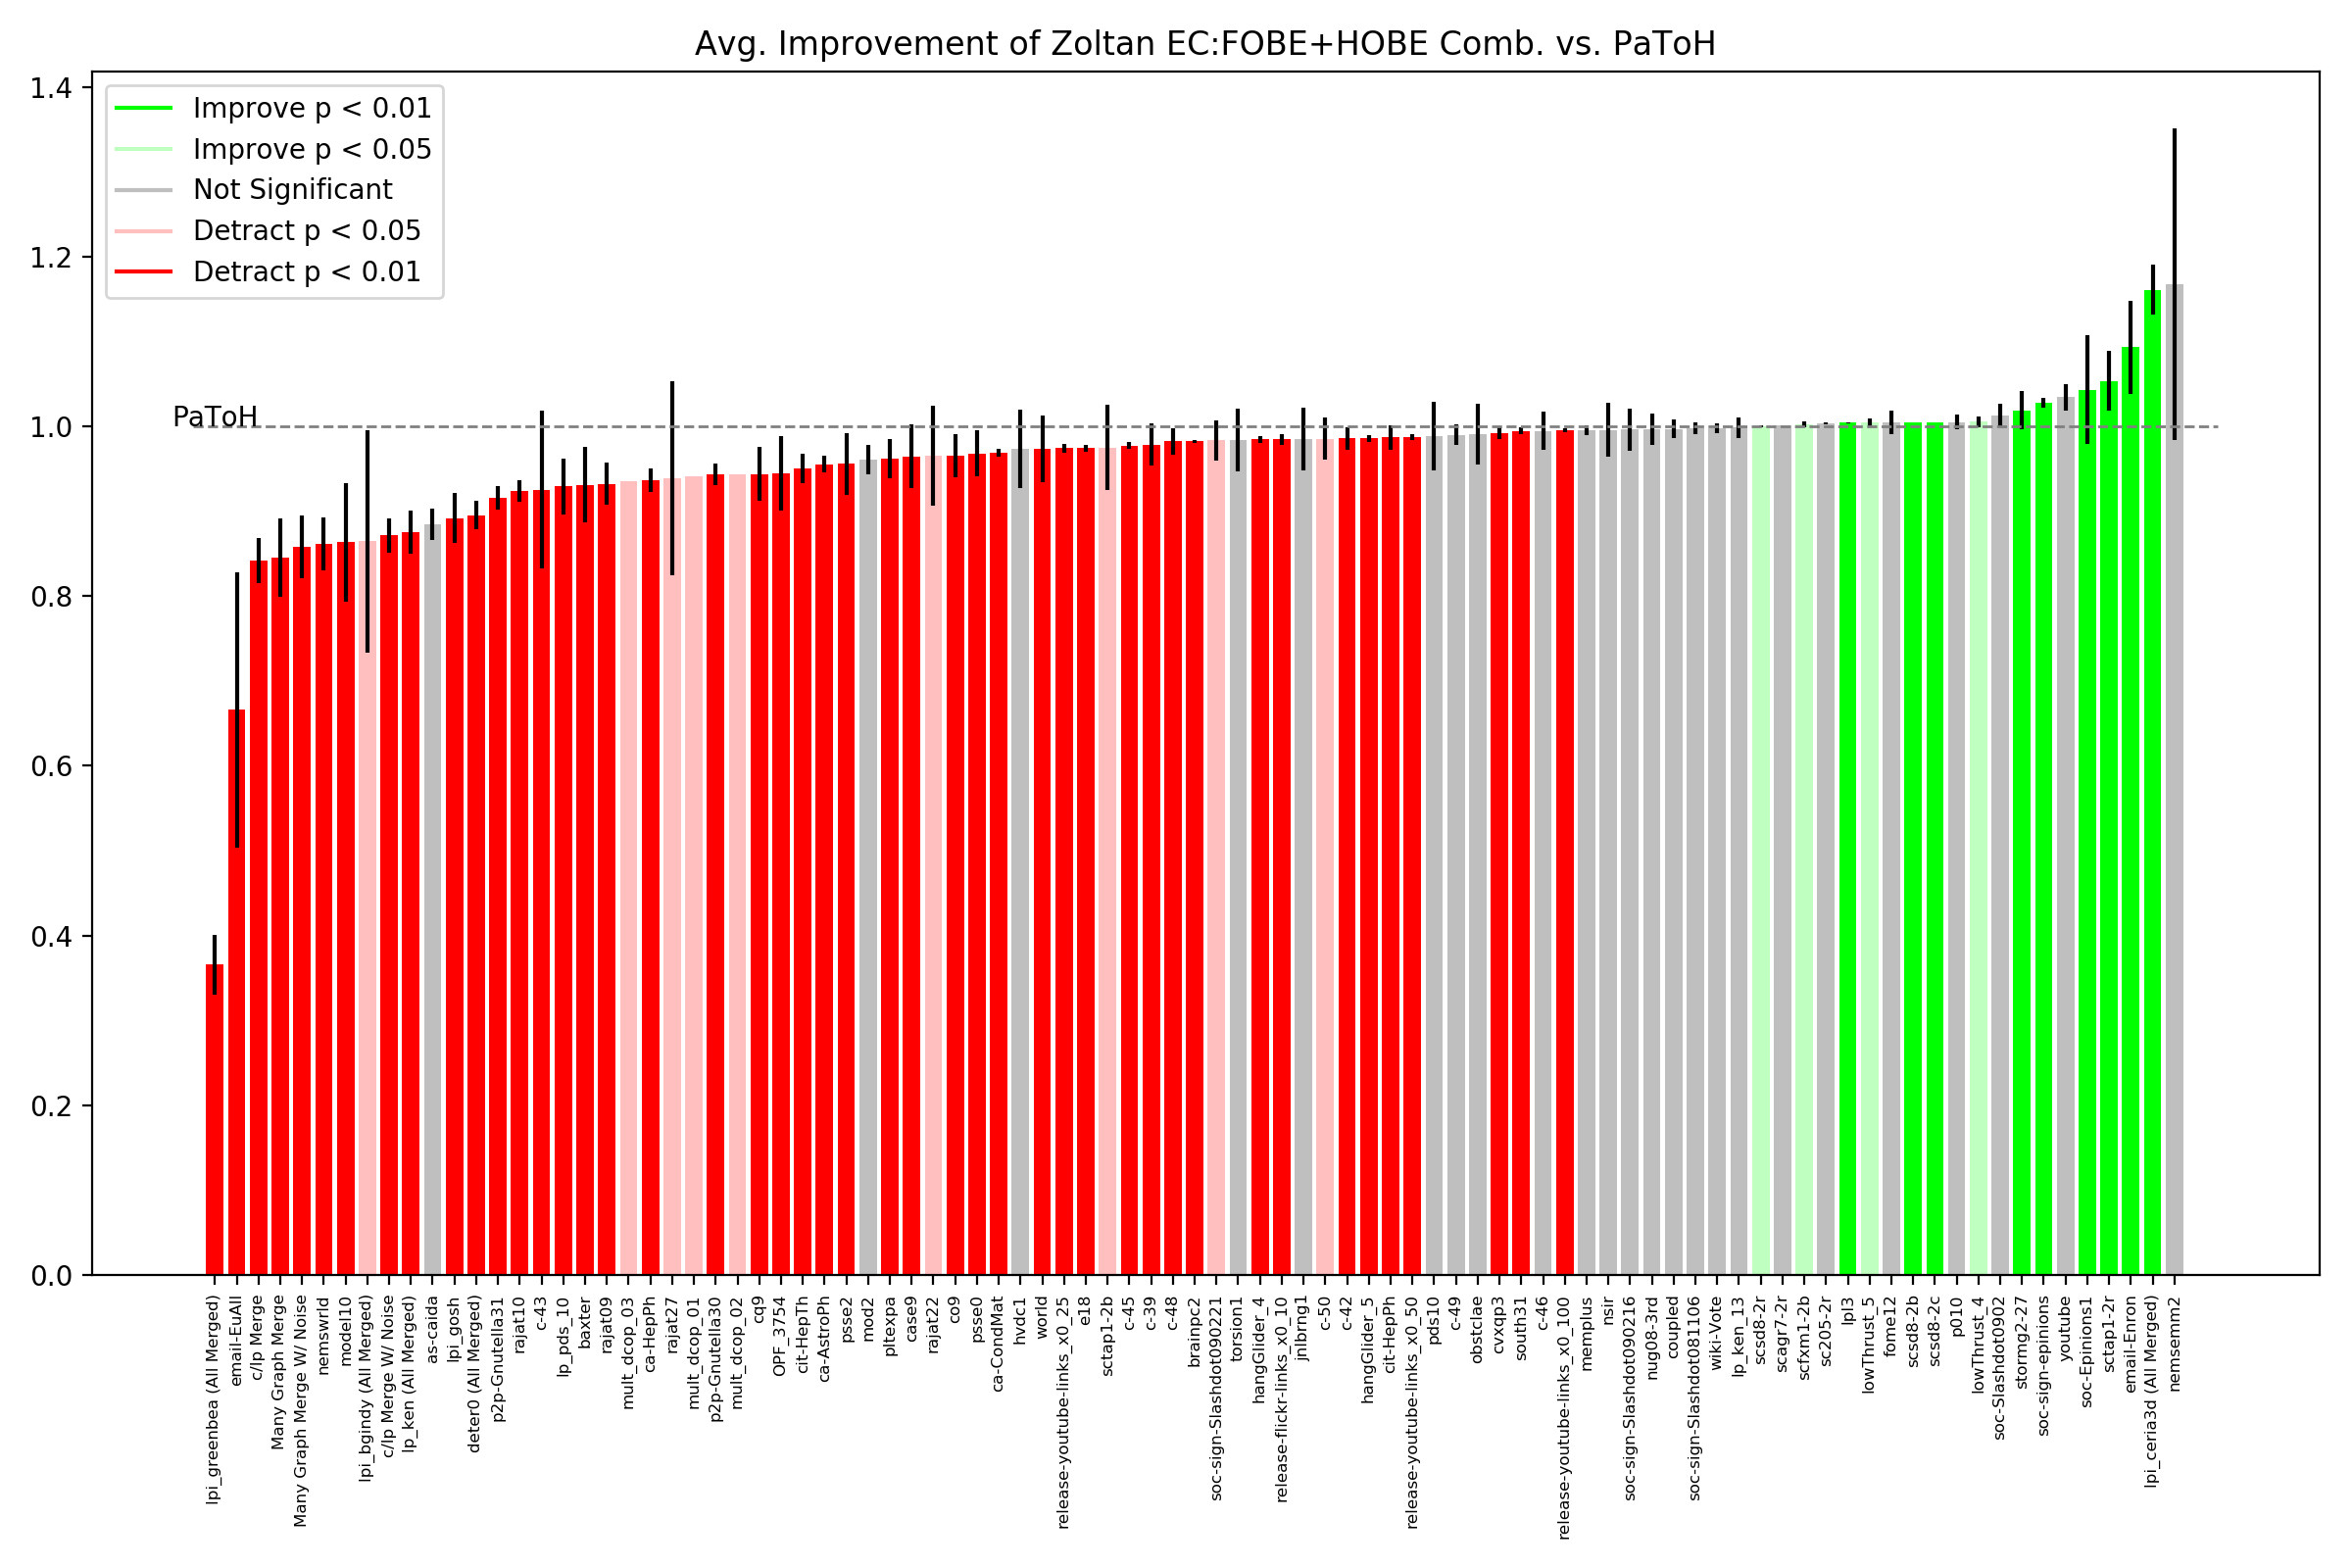 Avg. Improvement of Zoltan EC:FOBE+HOBE Comb. vs. PaToH
1.4
1.2
1.0
0.8
0.6
0.4
0.2
0.0
Improve p < 0.01
Improve p < 0.05
Not Significant
Detract p < 0.05
Detract p < 0.01
PaToH
lpi_greenbea (All Merged)
email-EuAll
c/lp Merge
Many Graph Merge
Many Graph Merge W/ Noise
nemswrld
model10
lpi_bgindy (All Merged)
c/lp Merge W/ Noise
lp_ken (All Merged)
as-caida
lpi_gosh
deter0 (All Merged)
p2p-Gnutella31
rajat10
c-43
lp_pds_10
baxter
rajat09
mult_dcop_03
ca-HepPh
rajat27
mult_dcop_01
p2p-Gnutella30
mult_dcop_02
cq9
OPF_3754
cit-HepTh
ca-AstroPh
psse2
mod2
pltexpa
case9
rajat22
co9
psse0
ca-CondMat
hvdc1
world
release-youtube-links_x0_25
e18
sctap1-2b
c-45
c-39
c-48
brainpc2
soc-sign-Slashdot090221
torsion1
hangGlider_4
release-flickr-links_x0_10
jnlbrng1
c-50
c-42
hangGlider_5
cit-HepPh
release-youtube-links_x0_50
pds10
c-49
obstclae
cvxqp3
south31
c-46
release-youtube-links_x0_100
memplus
nsir
soc-sign-Slashdot090216
nug08-3rd
coupled
soc-sign-Slashdot081106
wiki-Vote
lp_ken_13
scsd8-2r
scagr7-2r
scfxm1-2b
sc205-2r
lpl3
lowThrust_5
fome12
scsd8-2b
scsd8-2c
p010
lowThrust_4
soc-Slashdot0902
stormg2-27
soc-sign-epinions
youtube
soc-Epinions1
sctap1-2r
email-Enron
lpi_ceria3d (All Merged)
nemsemm2